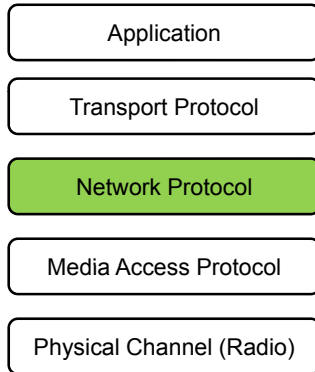 Application
Transport Protocol
Network Protocol
Media Access Protocol
Physical Channel (Radio)